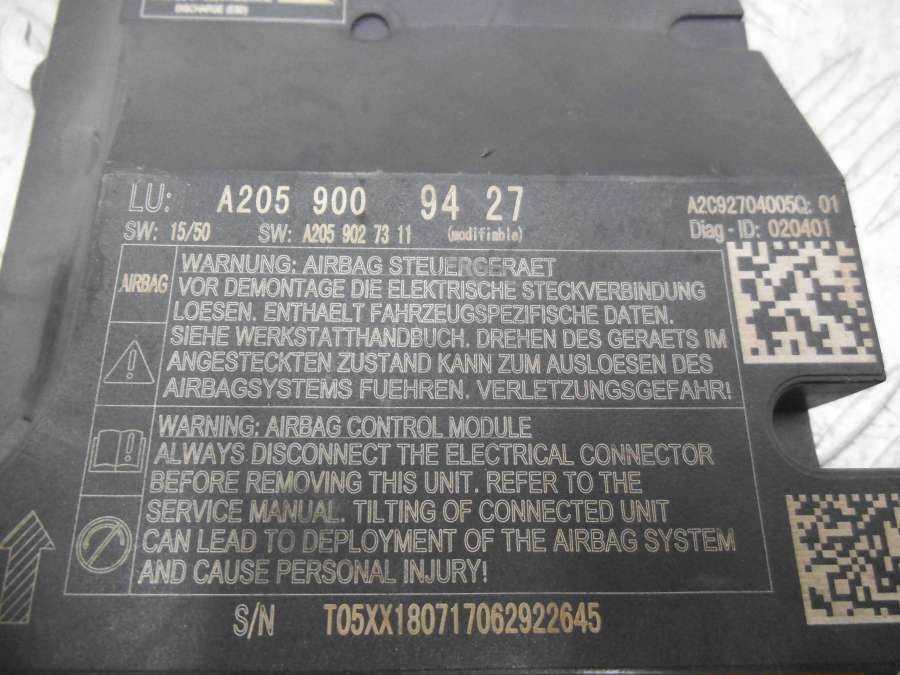 DISCHARGE (ESD)
LU: A205 900 94 27
A2C92704005Q: 01
SW: 15/50 SW: A205 902 73 11 (modifimble)
Diag - ID: 020401
AIRBAG
WARNUNG: AIRBAG STEUERGERAET
VOR DEMONTAGE DIE ELEKTRISCHE STECKVERBINDUNG
LOESEN. ENTHAELT FAHRZEUGSPEZIFISCHE DATEN.
SIEHE WERKSTATTHANDBUCH. DREHEN DES GERAETS IM
ANGESTECKTEN ZUSTAND KANN ZUM AUSLOESEN DES
AIRBAGSYSTEMS FUEHREN. VERLETZUNGSGEFAHR!
WARNING: AIRBAG CONTROL MODULE
ALWAYS DISCONNECT THE ELECTRICAL CONNECTOR
BEFORE REMOVING THIS UNIT. REFER TO THE
SERVICE MANUAL. TILTING OF CONNECTED UNIT
CAN LEAD TO DEPLOYMENT OF THE AIRBAG SYSTEM
AND CAUSE PERSONAL INJURY!
S/N T05XX180717062922645